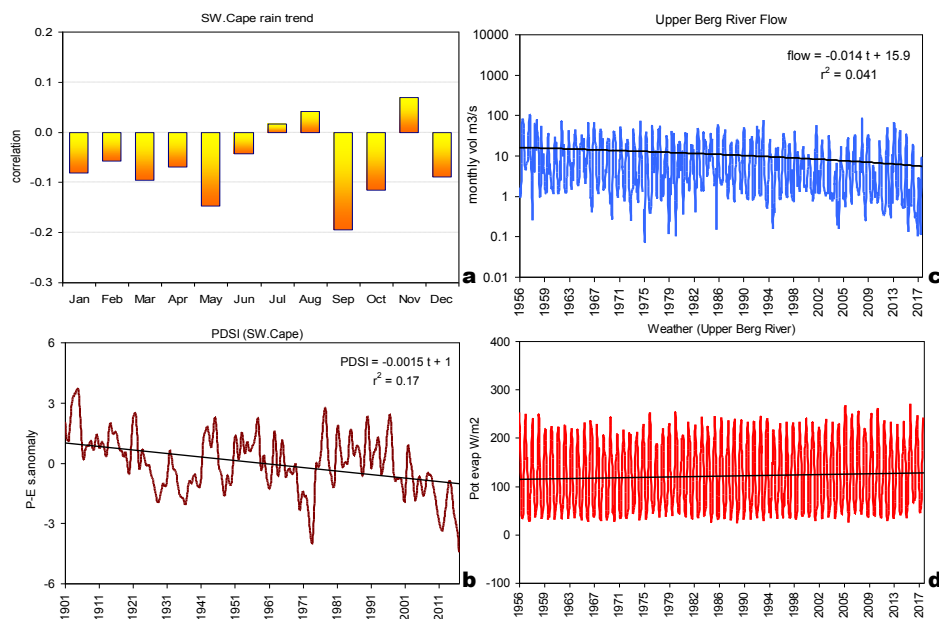 SW.Cape rain trend
correlation
0.2
0.1
0.0
-0.1
-0.2
-0.3
Jan Feb Mar Apr May Jun Jul Aug Sep Oct Nov Dec
a
PDSI (SW.Cape)
PDSI = -0.0015 t + 1
r² = 0.17
P-E s.anomaly
6
3
0
-3
-6
1901 1911 1921 1931 1941 1951 1961 1971 1981 1991 2001 2011
b
Upper Berg River Flow
flow = -0.014 t + 15.9
r² = 0.041
monthly vol m3/s
10000
1000
100
10
1
0.1
0.01
1956 1959 1963 1967 1971 1975 1979 1982 1986 1990 1994 1998 2002 2005 2009 2013 2017
c
Weather (Upper Berg River)
Pot evap W/m2
400
300
200
100
0
-100
1956 1959 1963 1967 1971 1975 1979 1982 1986 1990 1994 1998 2002 2005 2009 2013 2017
d